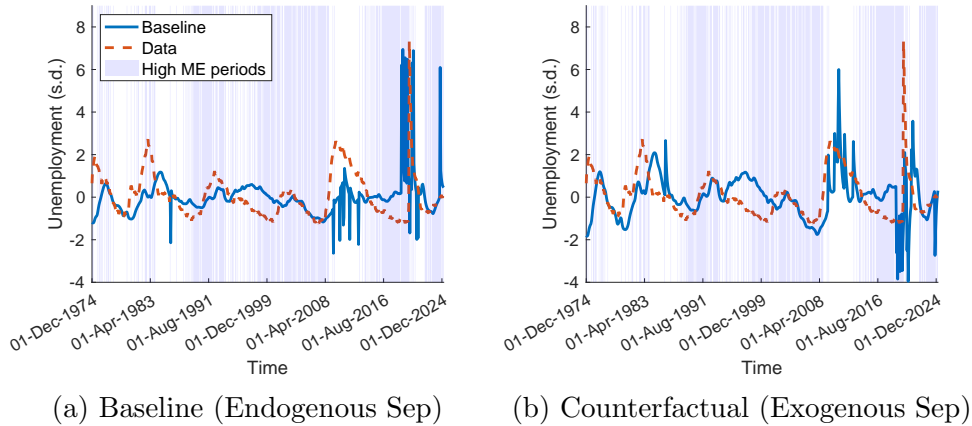 Unemployment (s.d.)
8
6
4
2
0
-2
-4
Baseline
Data
High ME periods
01-Dec-1974
01-Apr-1983
01-Aug-1991
01-Dec-1999
01-Apr-2008
01-Aug-2016
01-Dec-2024
Time
(a) Baseline (Endogenous Sep)
Unemployment (s.d.)
8
6
4
2
0
-2
-4
01-Dec-1974
01-Apr-1983
01-Aug-1991
01-Dec-1999
01-Apr-2008
01-Aug-2016
01-Dec-2024
Time
(b) Counterfactual (Exogenous Sep)